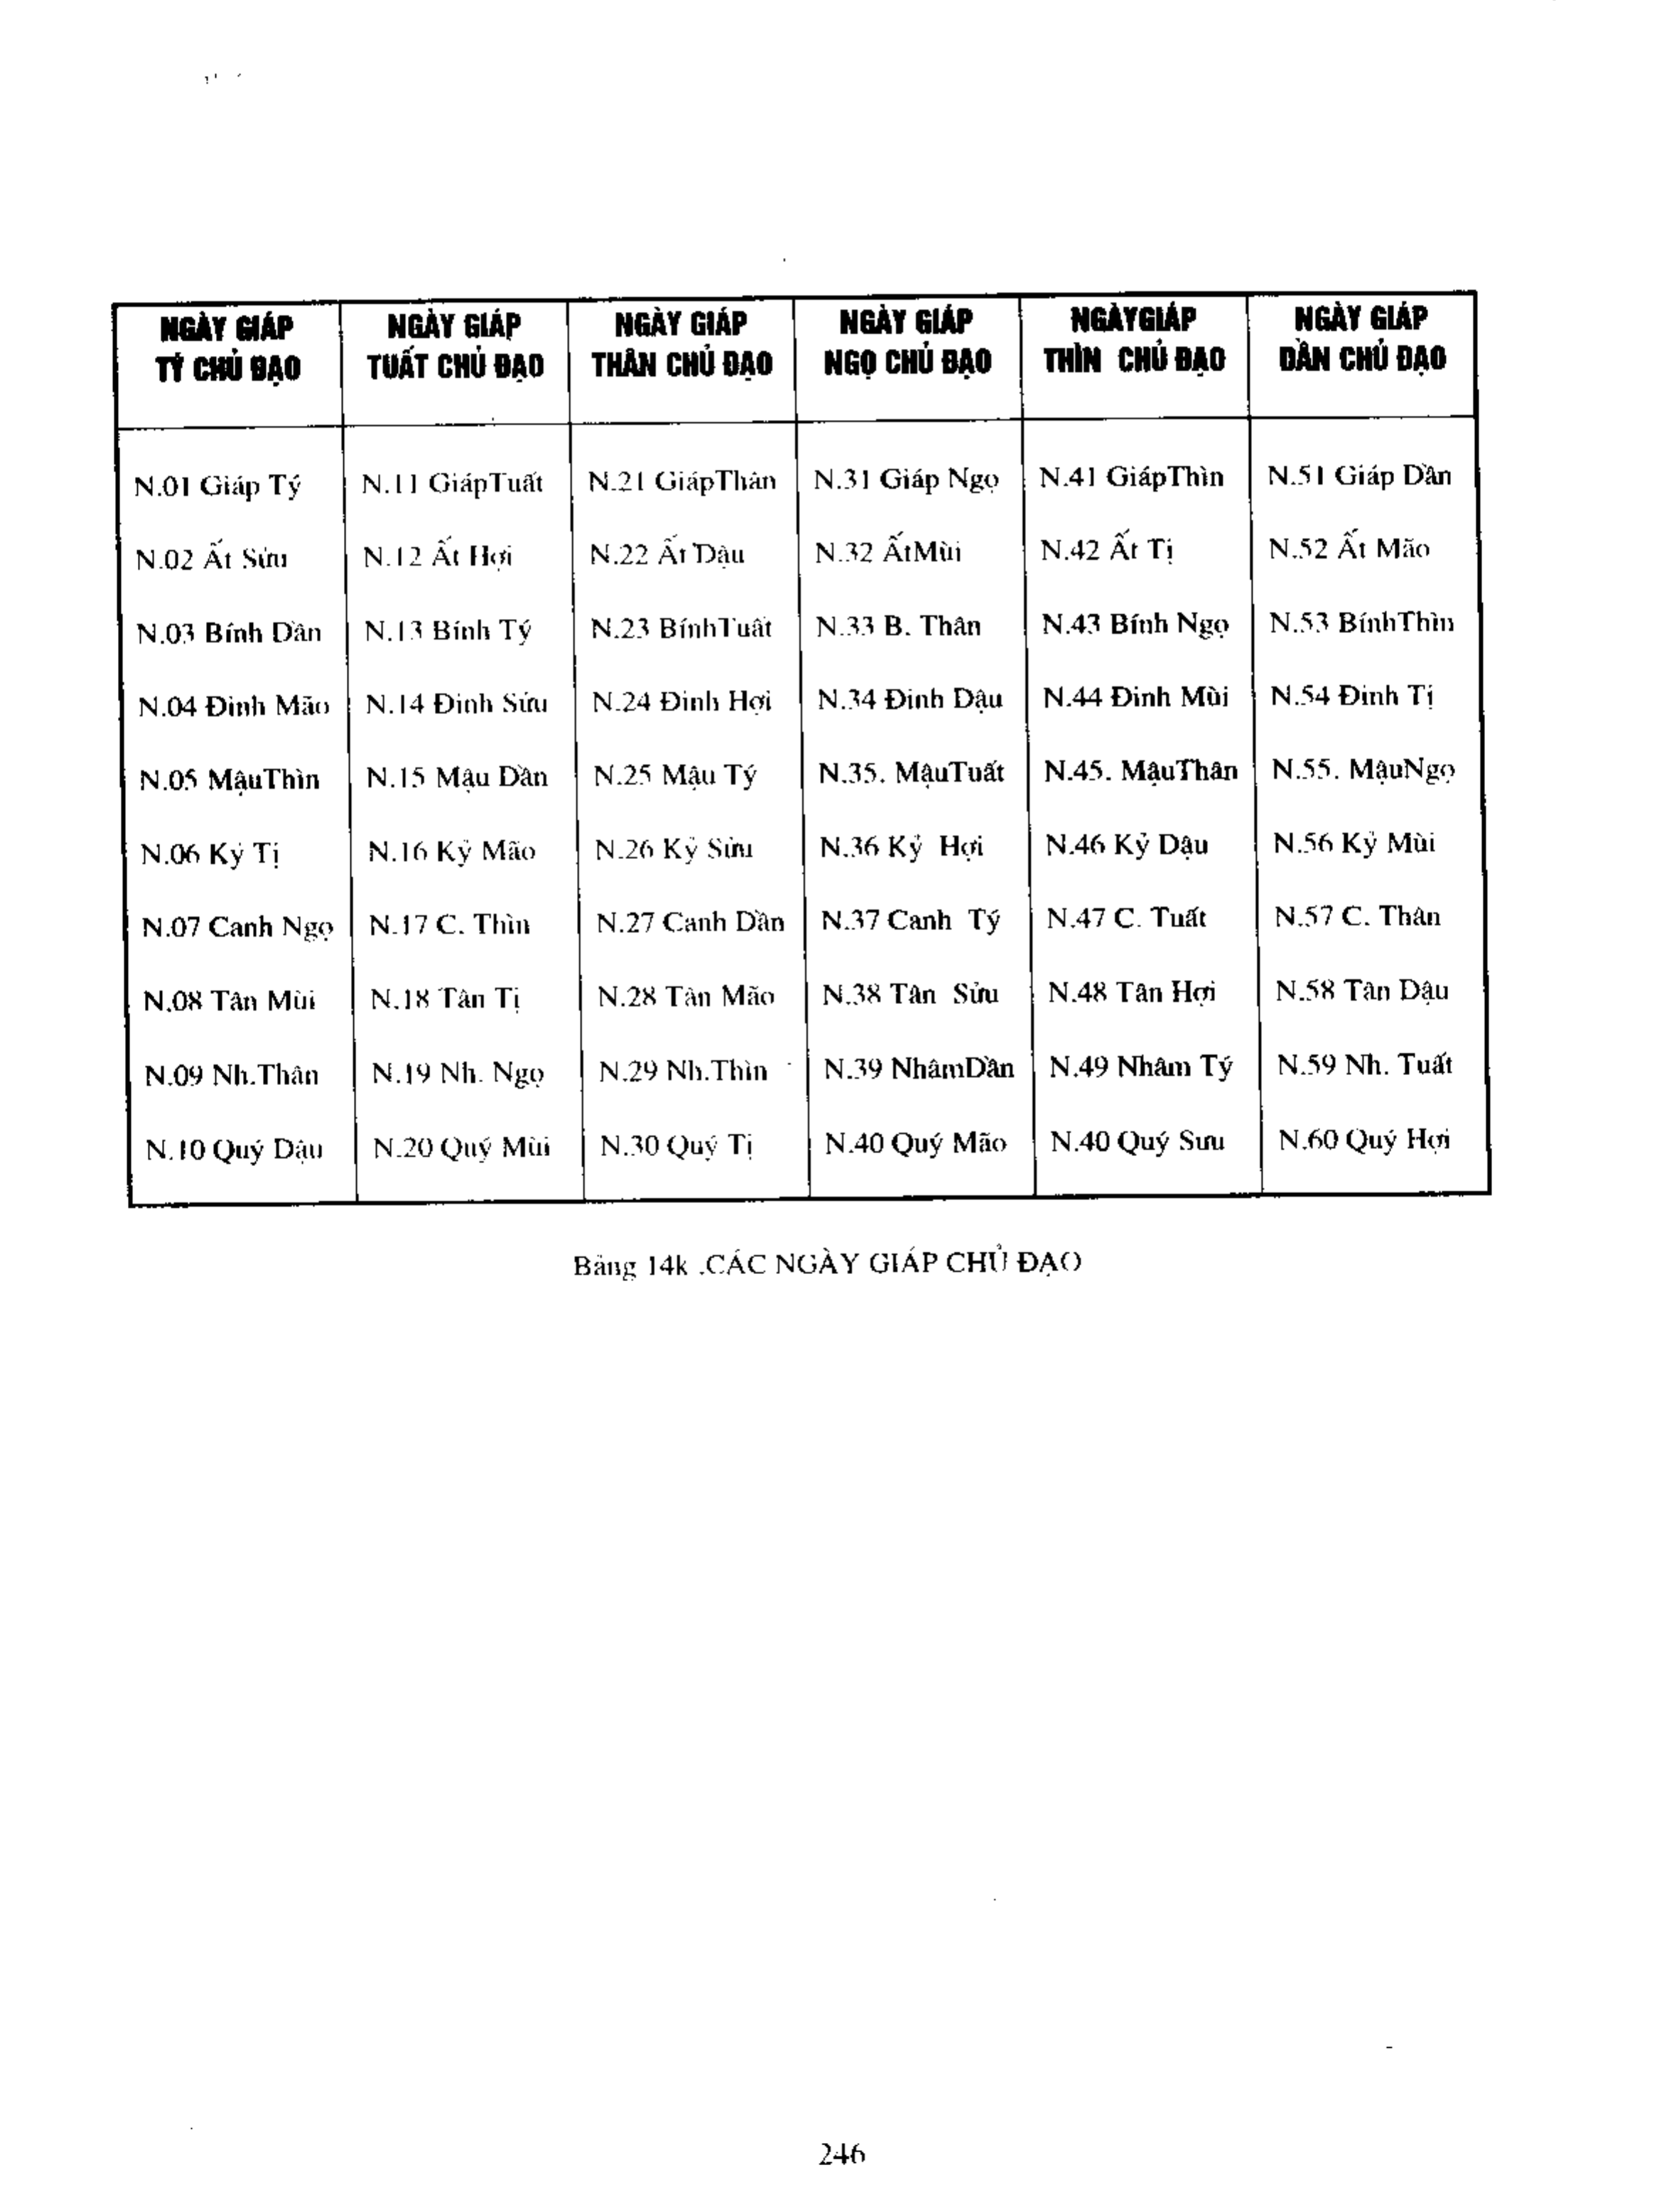 NGÀY GIÁP TÝ CHỦ ĐẠO | NGÀY GIÁP TUẤT CHỦ ĐẠO | NGÀY GIÁP THÂN CHỦ ĐẠO | NGÀY GIÁP NGỌ CHỦ ĐẠO | NGÀYGIÁP THÌN CHỦ ĐẠO | NGÀY GIÁP DẦN CHỦ ĐẠO
N.01 Giáp Tý | N.11 GiápTuất | N.21 GiápThân | N.31 Giáp Ngọ | N.41 GiápThìn | N.51 Giáp Dần
N.02 Ất Sửu | N.12 Ất Hợi | N.22 Ất Dậu | N.32 ẤtMùi | N.42 Ất Tị | N.52 Ất Mão
N.03 Bính Dần | N.13 Bính Tý | N.23 BínhTuất | N.33 B. Thân | N.43 Bính Ngọ | N.53 BínhThìn
N.04 Đinh Mão | N.14 Đinh Sửu | N.24 Đinh Hợi | N.34 Đinh Dậu | N.44 Đinh Mùi | N.54 Đinh Tị
N.05 MậuThìn | N.15 Mậu Dần | N.25 Mậu Tý | N.35. MậuTuất | N.45. MậuThân | N.55. MậuNgọ
N.06 Kỷ Tị | N.16 Kỷ Mão | N.26 Kỷ Sửu | N.36 Kỷ Hợi | N.46 Kỷ Dậu | N.56 Kỷ Mùi
N.07 Canh Ngọ | N.17 C. Thìn | N.27 Canh Dần | N.37 Canh Tý | N.47 C. Tuất | N.57 C. Thân
N.08 Tân Mùi | N.18 Tân Tị | N.28 Tân Mão | N.38 Tân Sửu | N.48 Tân Hợi | N.58 Tân Dậu
N.09 Nh.Thân | N.19 Nh. Ngọ | N.29 Nh.Thìn | N.39 NhâmDần | N.49 Nhâm Tý | N.59 Nh. Tuất
N.10 Quý Dậu | N.20 Quý Mùi | N.30 Quý Tị | N.40 Quý Mão | N.40 Quý Sưu | N.60 Quý Hợi
Bảng 14k .CÁC NGÀY GIÁP CHỦ ĐẠO
246